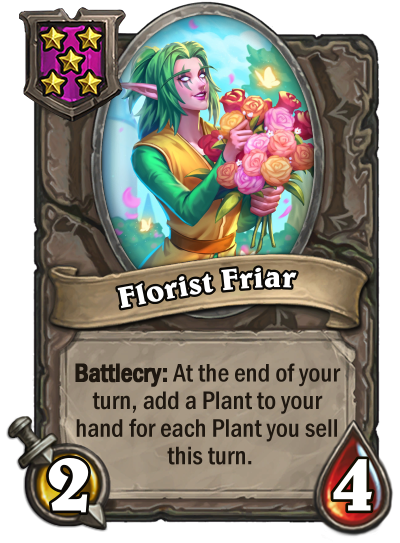 Florist Friar
Battlecry: At the end of your
turn, add a Plant to your
hand for each Plant you sell
this turn.
2
4